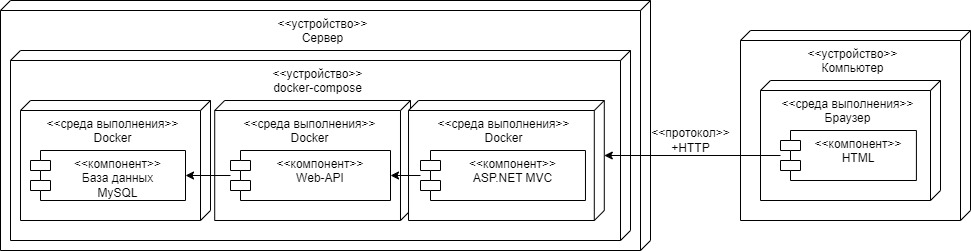 <<устройство>>
Сервер
<<устройство>>
docker-compose
<<среда выполнения>>
Docker
<<компонент>>
База данных
MySQL
<<среда выполнения>>
Docker
<<компонент>>
Web-API
<<среда выполнения>>
Docker
<<компонент>>
ASP.NET MVC
<<протокол>>
+HTTP
<<устройство>>
Компьютер
<<среда выполнения>>
Браузер
<<компонент>>
HTML